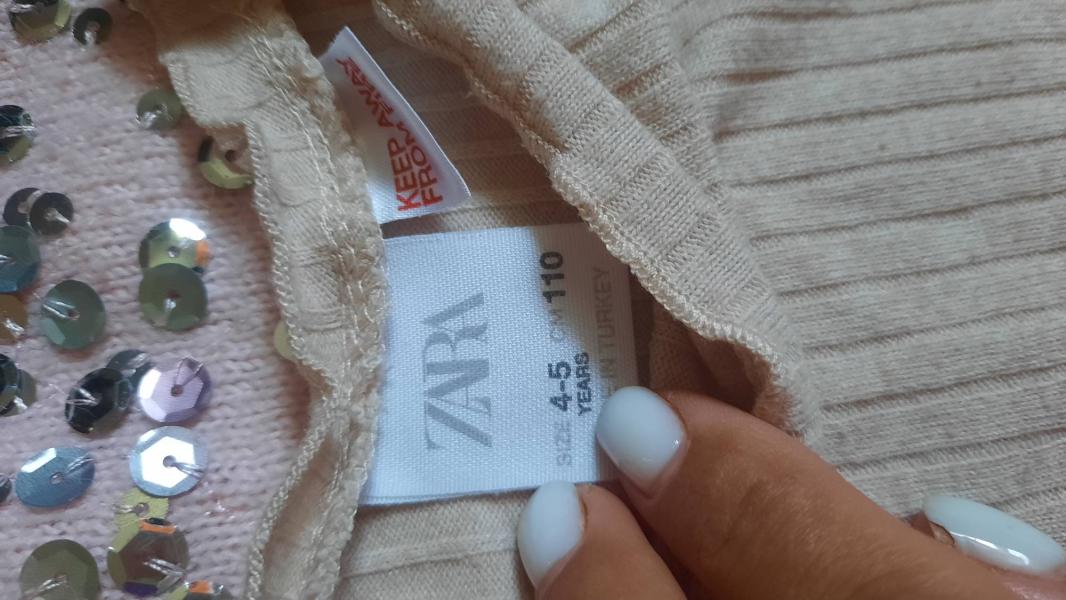 KEEP AWAY
FROM
ZARA
SIZE 4-5 CM 110
YEARS
IN TURKEY